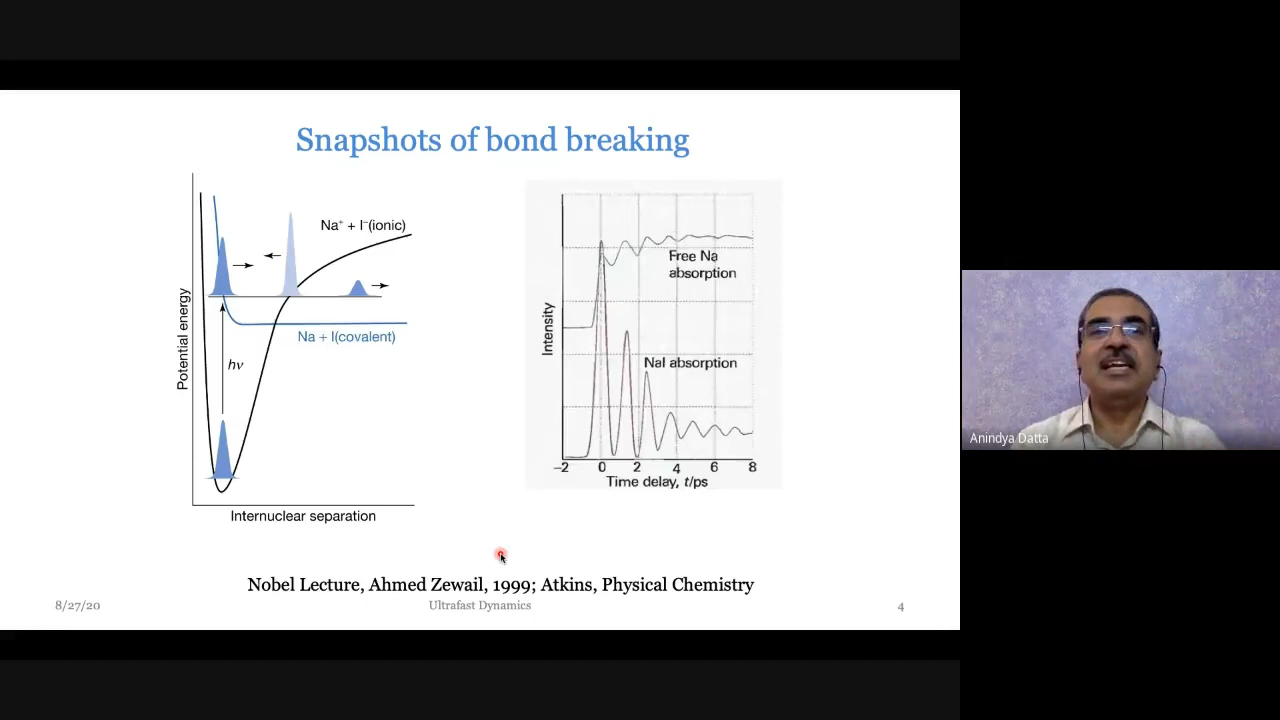 Snapshots of bond breaking
Potential energy
Na⁺ + I⁻(ionic)
Na + I(covalent)
hν
Internuclear separation
Intensity
Free Na
absorption
NaI absorption
−2 0 2 4 6 8
Time delay, t/ps
Anindya Datta
Nobel Lecture, Ahmed Zewail, 1999; Atkins, Physical Chemistry
8/27/20 Ultrafast Dynamics 4